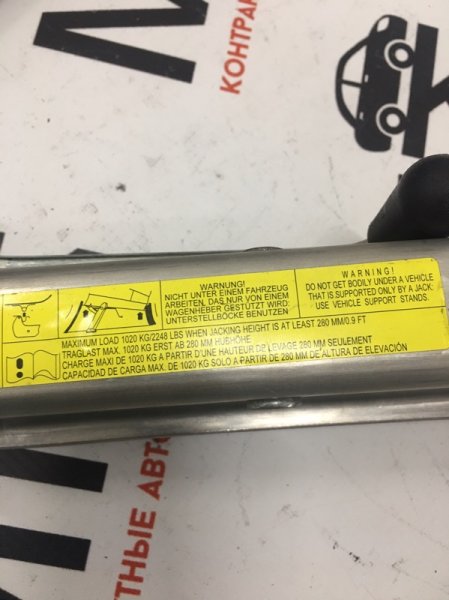 КОНТРАК
WARNUNG!
NICHT UNTER EINEM FAHRZEUG
ARBEITEN, DAS NUR VON EINEM
WAGENHEBER GESTÜTZT WIRD:
UNTERSTELLBÖCKE BENUTZEN
WARNING!
DO NOT GET BODILY UNDER A VEHICLE
THAT IS SUPPORTED ONLY BY A JACK:
USE VEHICLE SUPPORT STANDS.
MAXIMUM LOAD 1020 KG/2248 LBS WHEN JACKING HEIGHT IS AT LEAST 280 MM/0.9 FT
TRAGLAST MAX. 1020 KG ERST AB 280 MM HUBHÖHE
CHARGE MAXI DE 1020 KG A PARTIR D'UNE HAUTEUR DE LEVAGE 280 MM SEULEMENT
CAPACIDAD DE CARGA MAX. DE 1020 KG SOLO A PARTIR DE 280 MM DE ALTURA DE ELEVACIÓN
ТНЫЕ АВТО
КОНТ